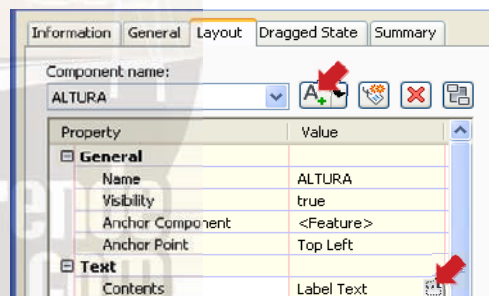 Information General Layout Dragged State Summary
Component name:
ALTURA
Property Value
General
Name ALTURA
Visibility true
Anchor Component <Feature>
Anchor Point Top Left
Text
Contents Label Text ...